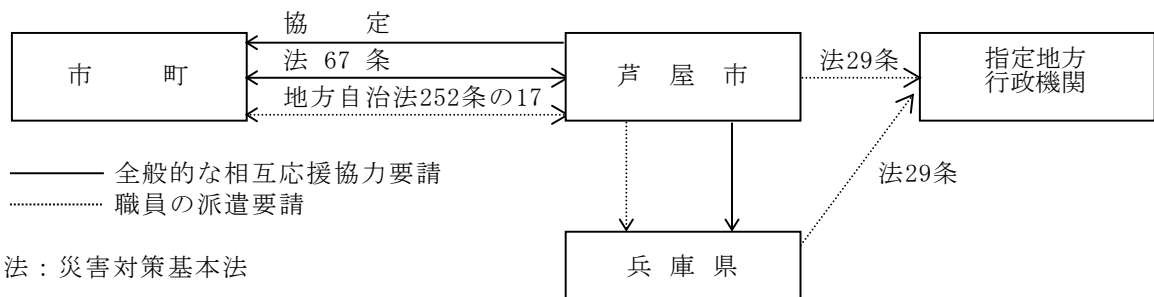 協　定
市　町
法 67 条
芦 屋 市
法29条
指定地方
行政機関
地方自治法252条の17
全般的な相互応援協力要請
職員の派遣要請
法29条
法：災害対策基本法
兵 庫 県